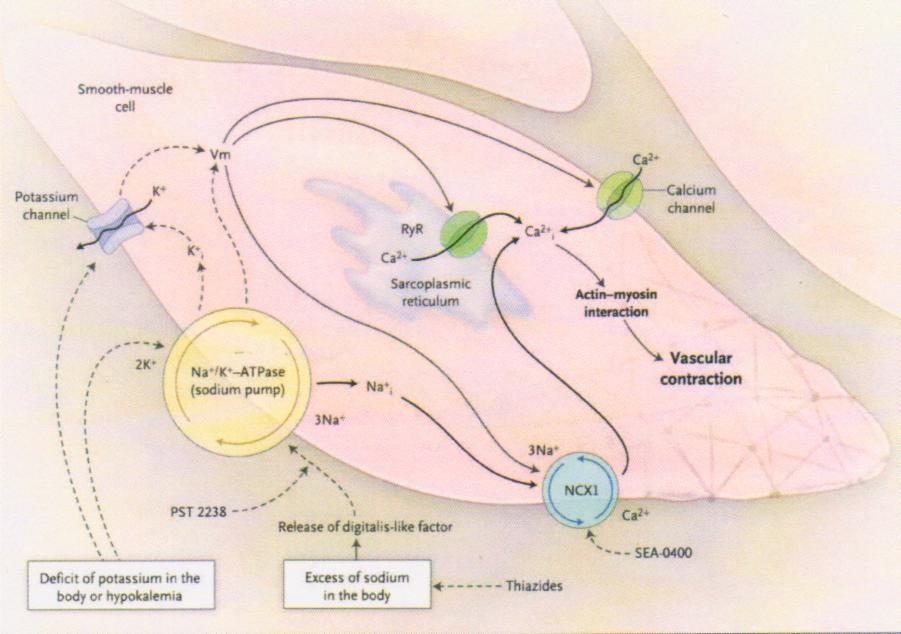 Smooth-muscle
cell
Vm
Ca²⁺
Potassium
channel
K⁺
Calcium
channel
RyR
Ca²⁺
Ca²⁺ᵢ
K⁺
Sarcoplasmic
reticulum
Actin–myosin
interaction
Vascular
contraction
2K⁺
Na⁺/K⁺–ATPase
(sodium pump)
Na⁺ᵢ
3Na⁺
3Na⁺
NCX1
Ca²⁺
PST 2238
Release of digitalis-like factor
SEA-0400
Deficit of potassium in the
body or hypokalemia
Excess of sodium
in the body
Thiazides